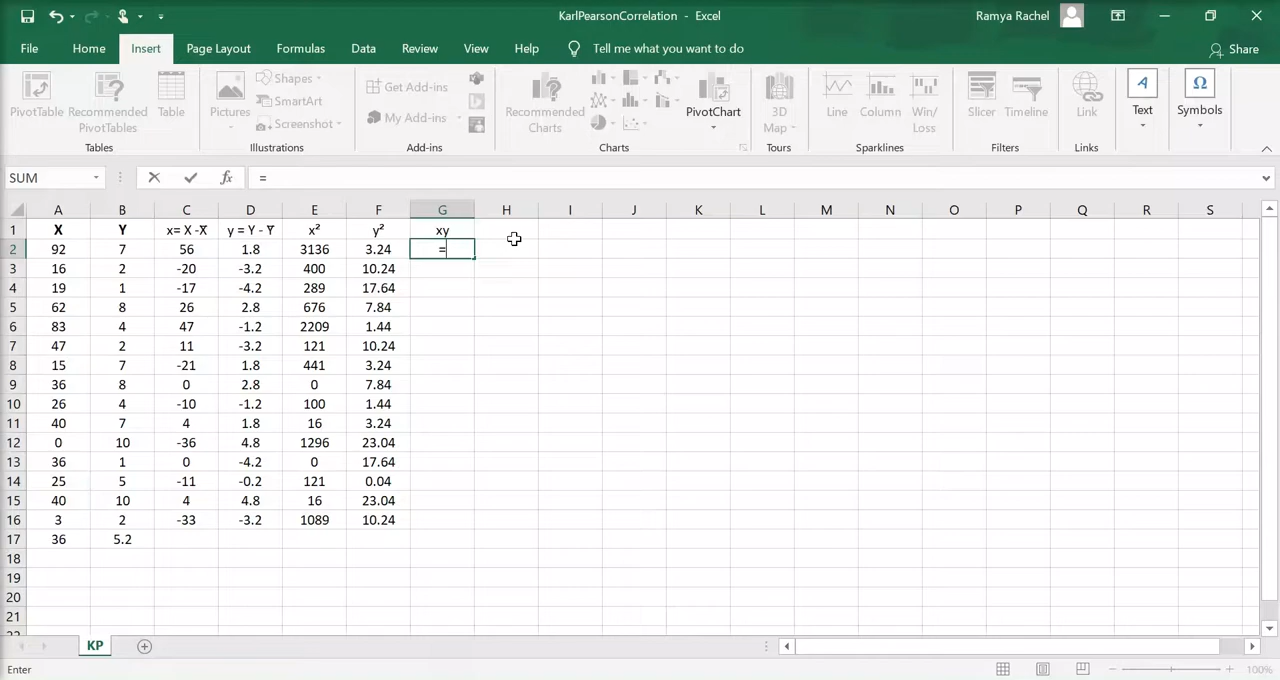 KarlPearsonCorrelation - Excel
Ramya Rachel
File Home Insert Page Layout Formulas Data Review View Help Tell me what you want to do
Share
PivotTable
Recommended PivotTables
Table
Tables
Pictures
Shapes
SmartArt
Screenshot
Illustrations
Get Add-ins
My Add-ins
Add-ins
Recommended Charts
PivotChart
Charts
3D Map
Tours
Line
Column
Win/Loss
Sparklines
Slicer
Timeline
Filters
Link
Links
A
Text
Ω
Symbols
SUM fx =
A B C D E F G H I J K L M N O P Q R S
1 X Y x= X -X̅ y = Y - Y̅ x² y² xy
2 92 7 56 1.8 3136 3.24 =
3 16 2 -20 -3.2 400 10.24
4 19 1 -17 -4.2 289 17.64
5 62 8 26 2.8 676 7.84
6 83 4 47 -1.2 2209 1.44
7 47 2 11 -3.2 121 10.24
8 15 7 -21 1.8 441 3.24
9 36 8 0 2.8 0 7.84
10 26 4 -10 -1.2 100 1.44
11 40 7 4 1.8 16 3.24
12 0 10 -36 4.8 1296 23.04
13 36 1 0 -4.2 0 17.64
14 25 5 -11 -0.2 121 0.04
15 40 10 4 4.8 16 23.04
16 3 2 -33 -3.2 1089 10.24
17 36 5.2
18
19
20
21
22
KP
Enter
100%